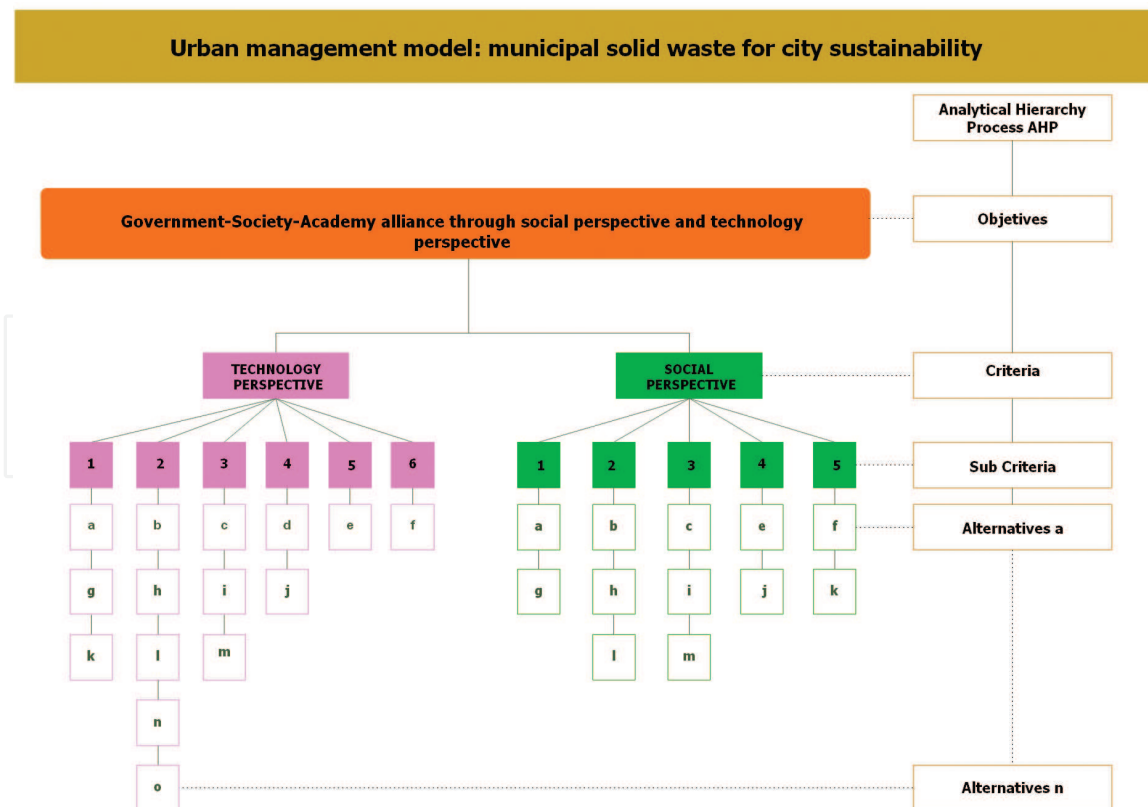 Urban management model: municipal solid waste for city sustainability
Analytical Hierarchy
Process AHP
Government-Society-Academy alliance through social perspective and technology
perspective
Objetives
TECHNOLOGY
PERSPECTIVE
SOCIAL
PERSPECTIVE
Criteria
1 2 3 4 5 6 1 2 3 4 5 Sub Criteria
a b c d e f a b c e f Alternatives a
g h i j g h i j k
k l m l m
n
o Alternatives n